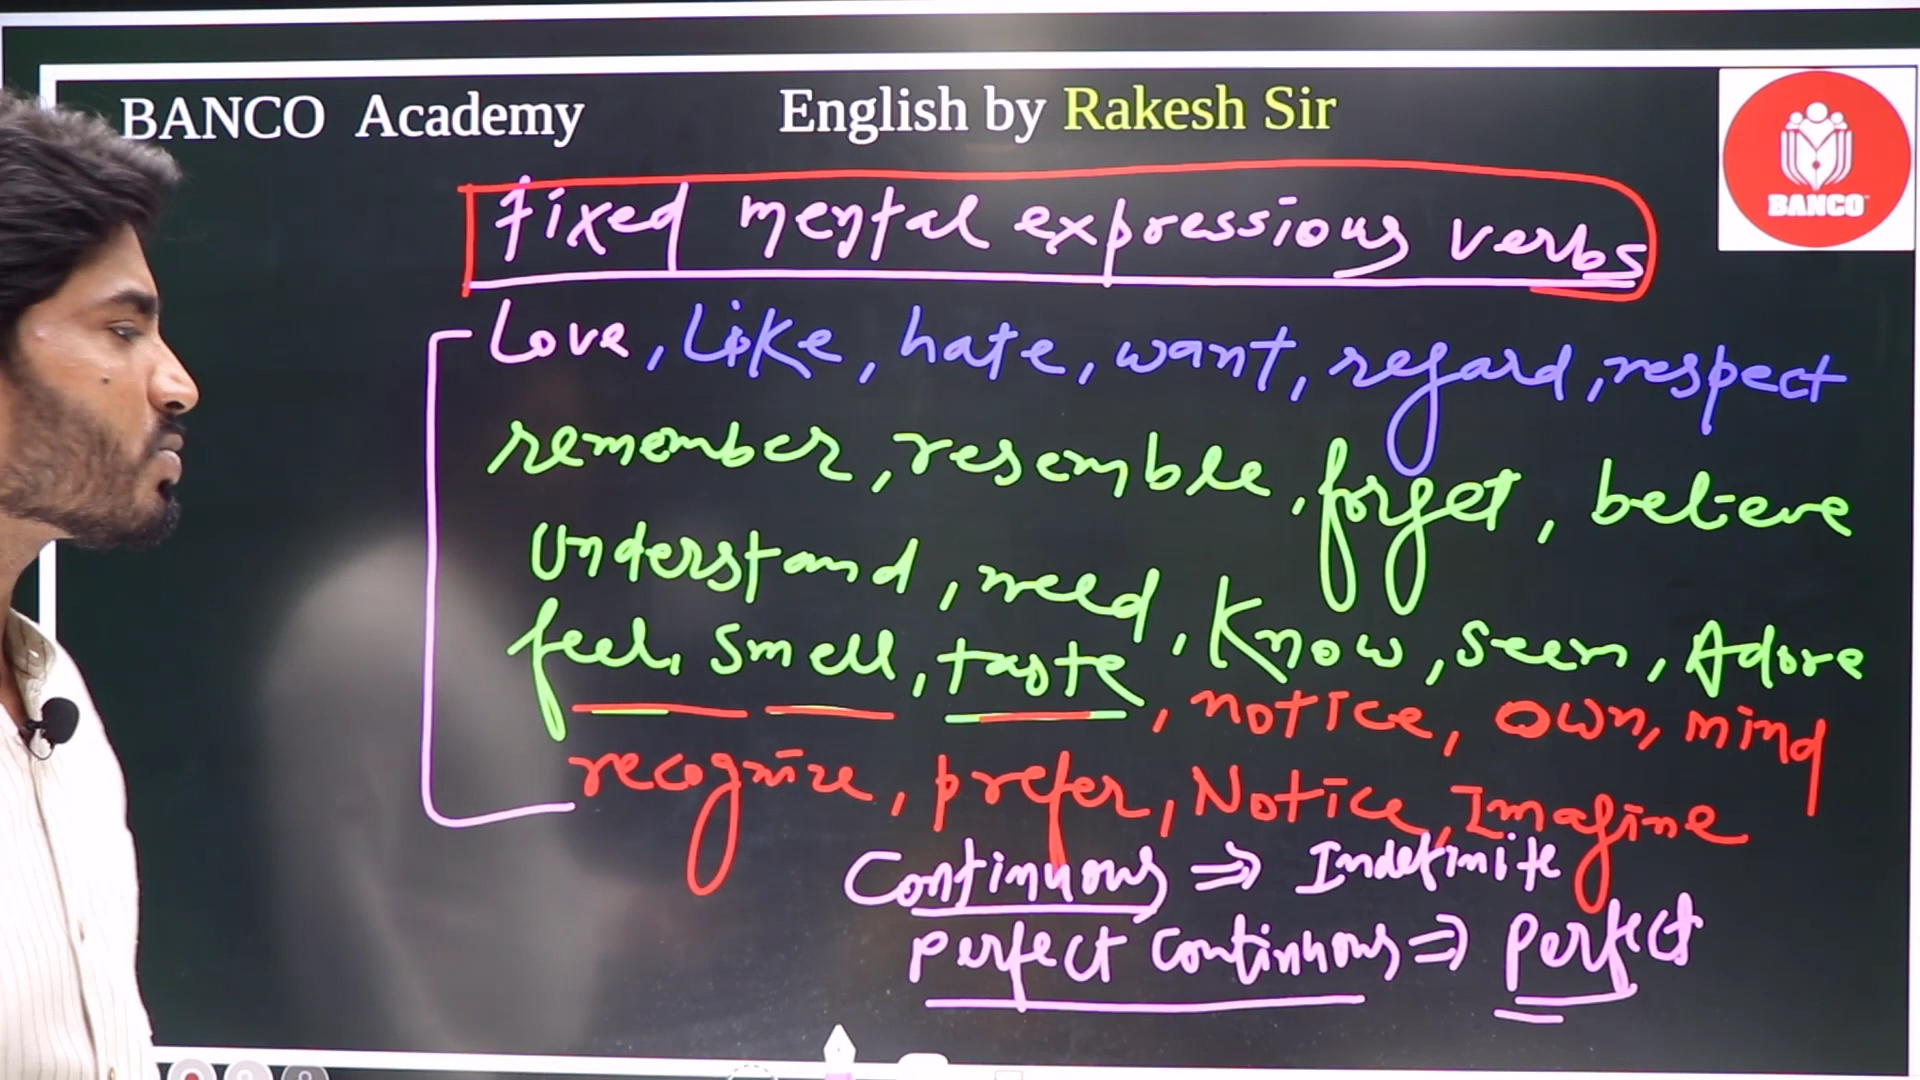 BANCO Academy English by Rakesh Sir
BANCO
Fixed mental expressions verbs
Love, Like, hate, want, regard, respect
remember, resemble, forget, believe
Understand, need, Know, seem, Adore
feel, smell, taste, notice, own, mind
recognize, prefer, Notice, Imagine
Continuous ⇒ Indefinite
perfect continuous ⇒ perfect